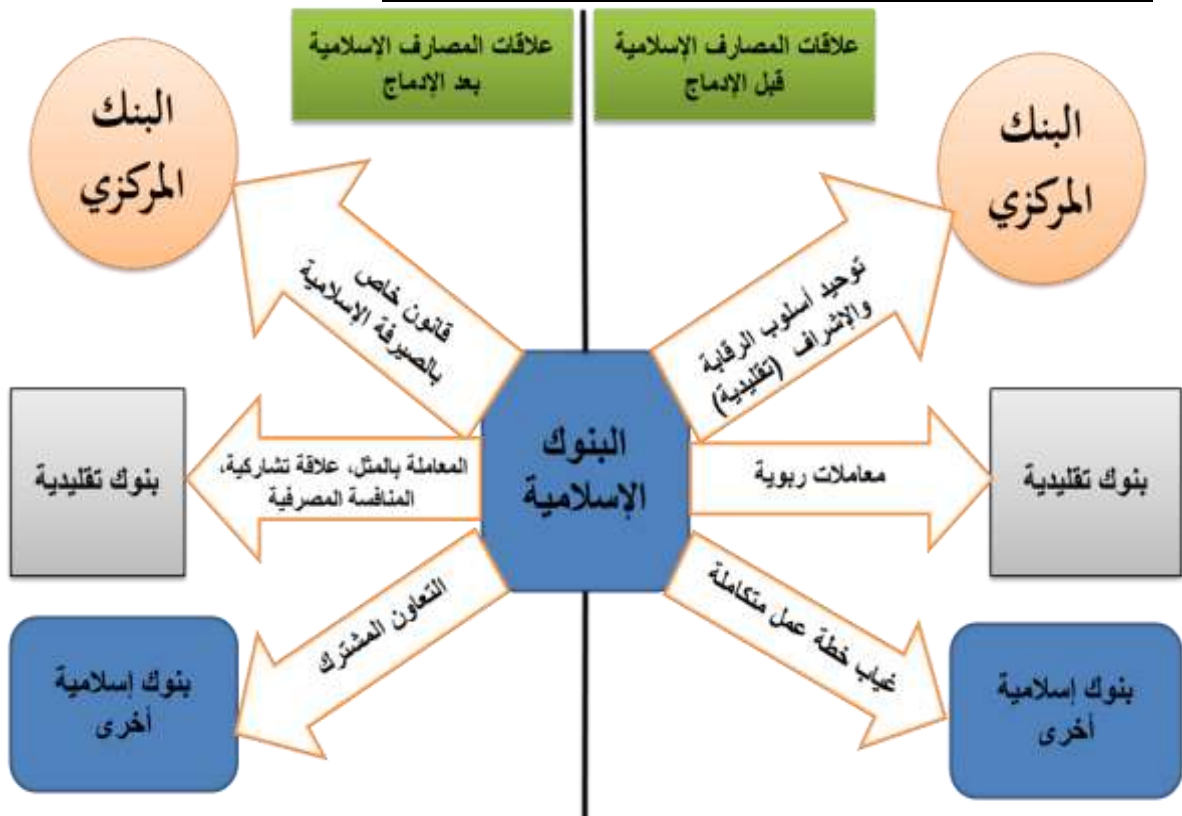 علاقات المصارف الإسلامية
قبل الإدماج
علاقات المصارف الإسلامية
بعد الإدماج
البنك
المركزي
البنك
المركزي
توحيد أسلوب الرقابة
والإشراف (تقليدية)
قانون خاص
بالصيرفة الإسلامية
البنوك
الإسلامية
بنوك تقليدية
معاملات ربوية
المعاملة بالمثل، علاقة تشاركية،
المنافسة المصرفية
بنوك تقليدية
غياب خطة عمل متكاملة
التعاون المشترك
بنوك إسلامية
أخرى
بنوك إسلامية
أخرى